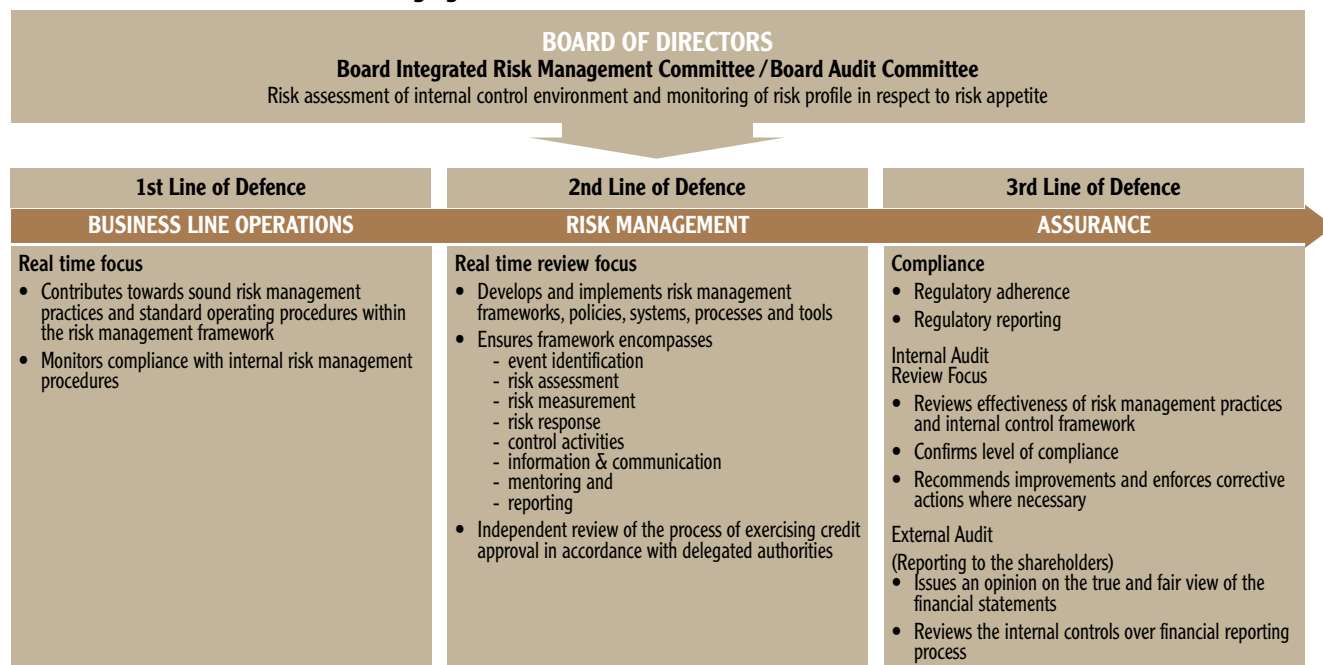 BOARD OF DIRECTORS
Board Integrated Risk Management Committee / Board Audit Committee
Risk assessment of internal control environment and monitoring of risk profile in respect to risk appetite
1st Line of Defence
BUSINESS LINE OPERATIONS
Real time focus
• Contributes towards sound risk management
practices and standard operating procedures within
the risk management framework
• Monitors compliance with internal risk management
procedures
2nd Line of Defence
RISK MANAGEMENT
Real time review focus
• Develops and implements risk management
frameworks, policies, systems, processes and tools
• Ensures framework encompasses
- event identification
- risk assessment
- risk measurement
- risk response
- control activities
- information & communication
- mentoring and
- reporting
• Independent review of the process of exercising credit
approval in accordance with delegated authorities
3rd Line of Defence
ASSURANCE
Compliance
• Regulatory adherence
• Regulatory reporting
Internal Audit
Review Focus
• Reviews effectiveness of risk management practices
and internal control framework
• Confirms level of compliance
• Recommends improvements and enforces corrective
actions where necessary
External Audit
(Reporting to the shareholders)
• Issues an opinion on the true and fair view of the
financial statements
• Reviews the internal controls over financial reporting
process